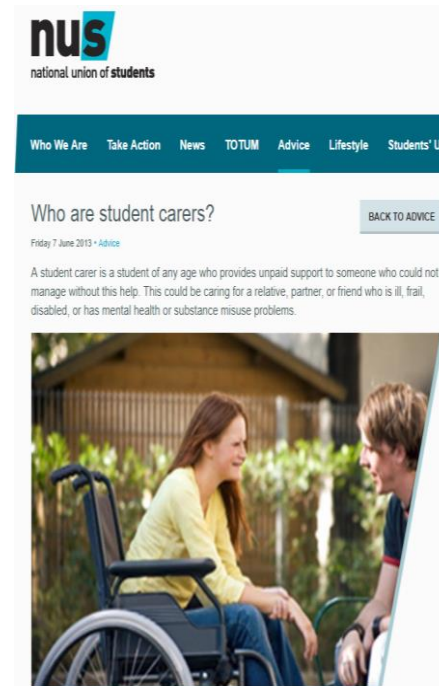 nus
national union of students
Who We Are Take Action News TOTUM Advice Lifestyle Students' U
Who are student carers?
BACK TO ADVICE
Friday 7 June 2013 • Advice
A student carer is a student of any age who provides unpaid support to someone who could not
manage without this help. This could be caring for a relative, partner, or friend who is ill, frail,
disabled, or has mental health or substance misuse problems.